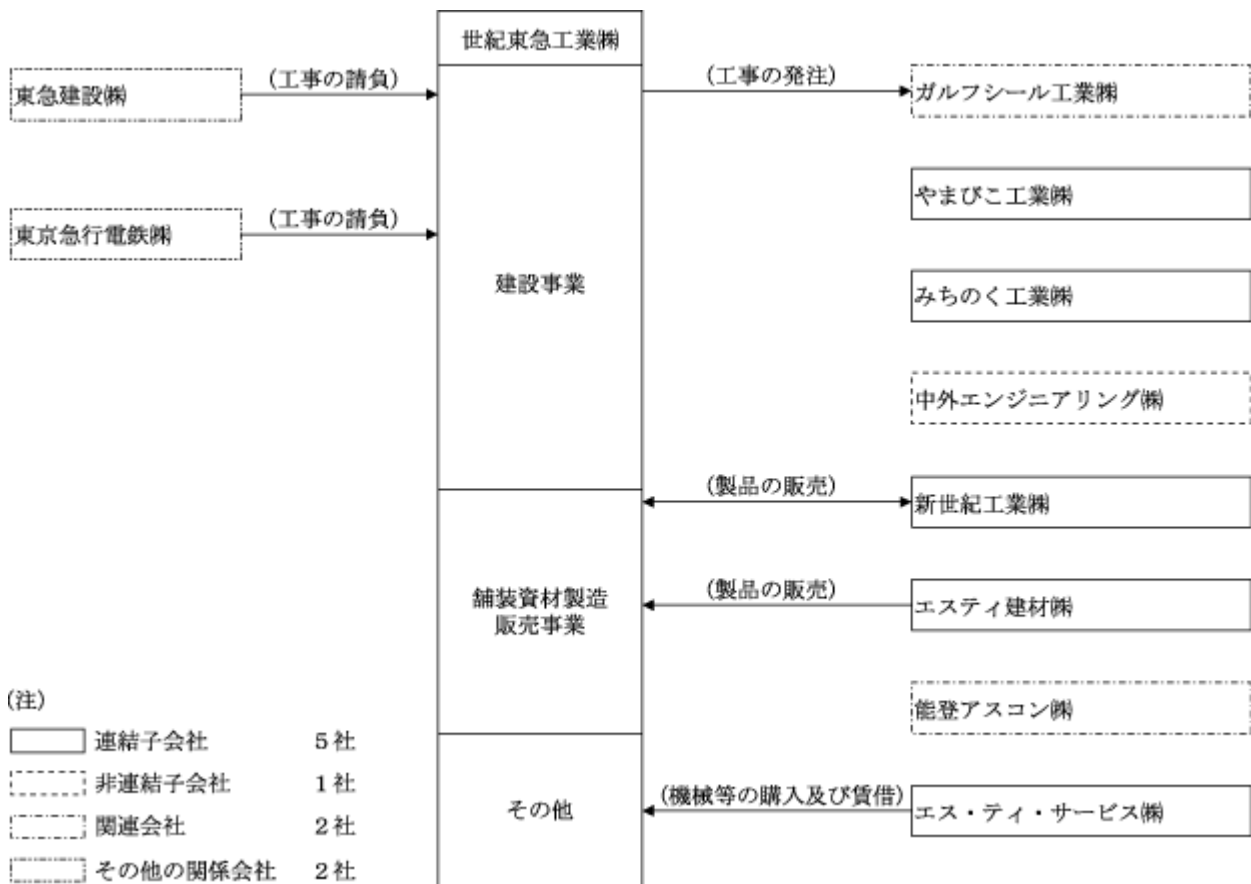 世紀東急工業㈱
東急建設㈱
(工事の請負)
(工事の発注)
ガルフシール工業㈱
やまびこ工業㈱
東京急行電鉄㈱
(工事の請負)
建設事業
みちのく工業㈱
中外エンジニアリング㈱
(製品の販売)
新世紀工業㈱
舗装資材製造
販売事業
(製品の販売)
エスティ建材㈱
能登アスコン㈱
その他
(機械等の購入及び賃借)
エス・ティ・サービス㈱
(注)
連結子会社 5社
非連結子会社 1社
関連会社 2社
その他の関係会社 2社